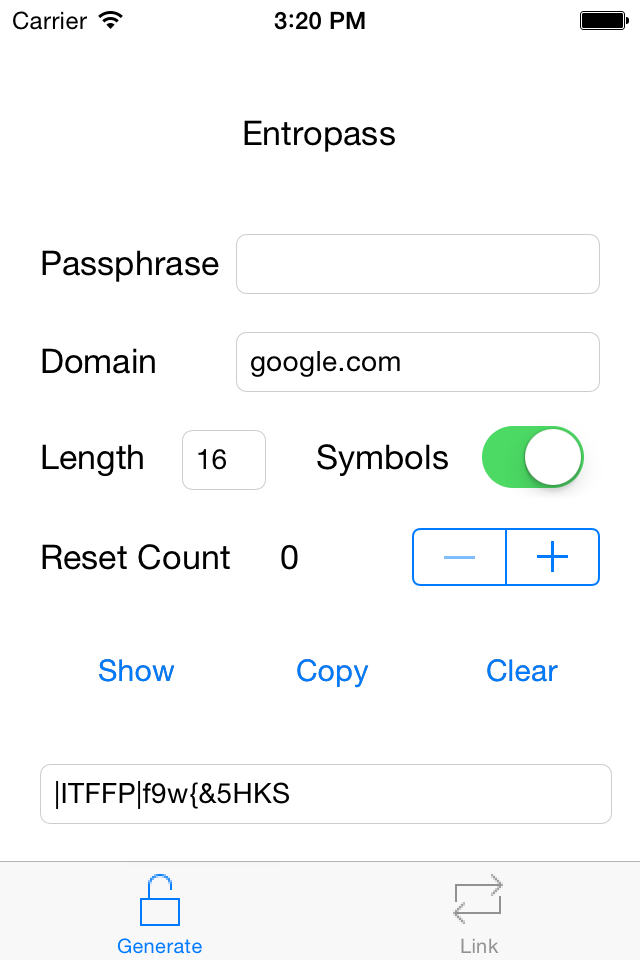 Carrier 3:20 PM
Entropass
Passphrase
Domain google.com
Length 16 Symbols
Reset Count 0 − +
Show Copy Clear
|ITFFP|f9w{&5HKS
Generate Link